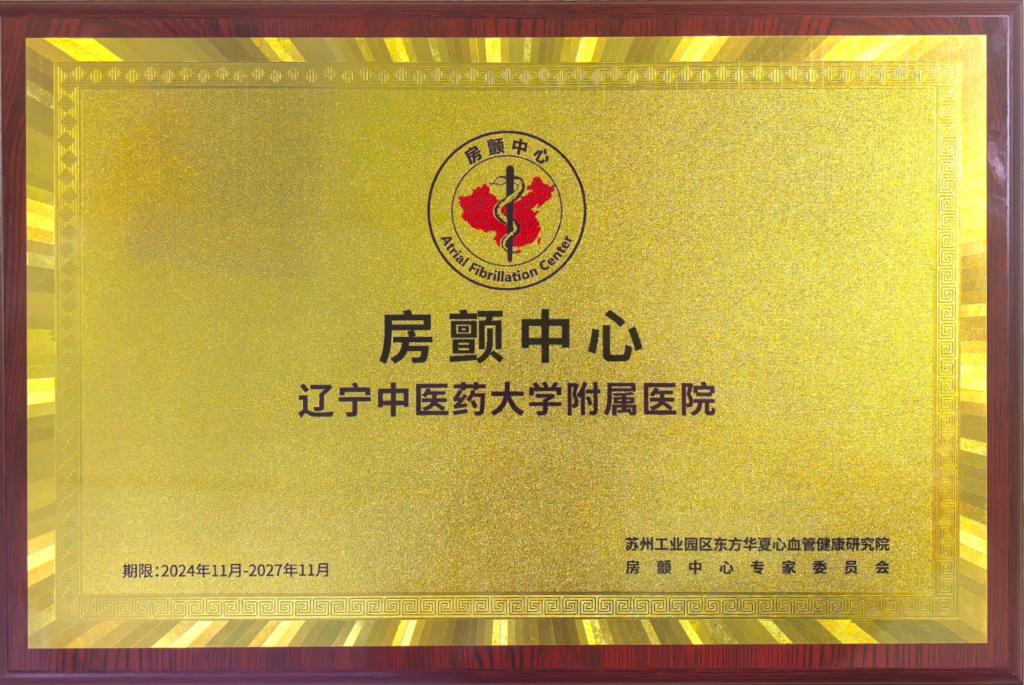 房颤中心
Atrial Fibrillation Center
房颤中心
辽宁中医药大学附属医院
苏州工业园区东方华夏心血管健康研究院
期限：2024年11月-2027年11月
房颤中心专家委员会